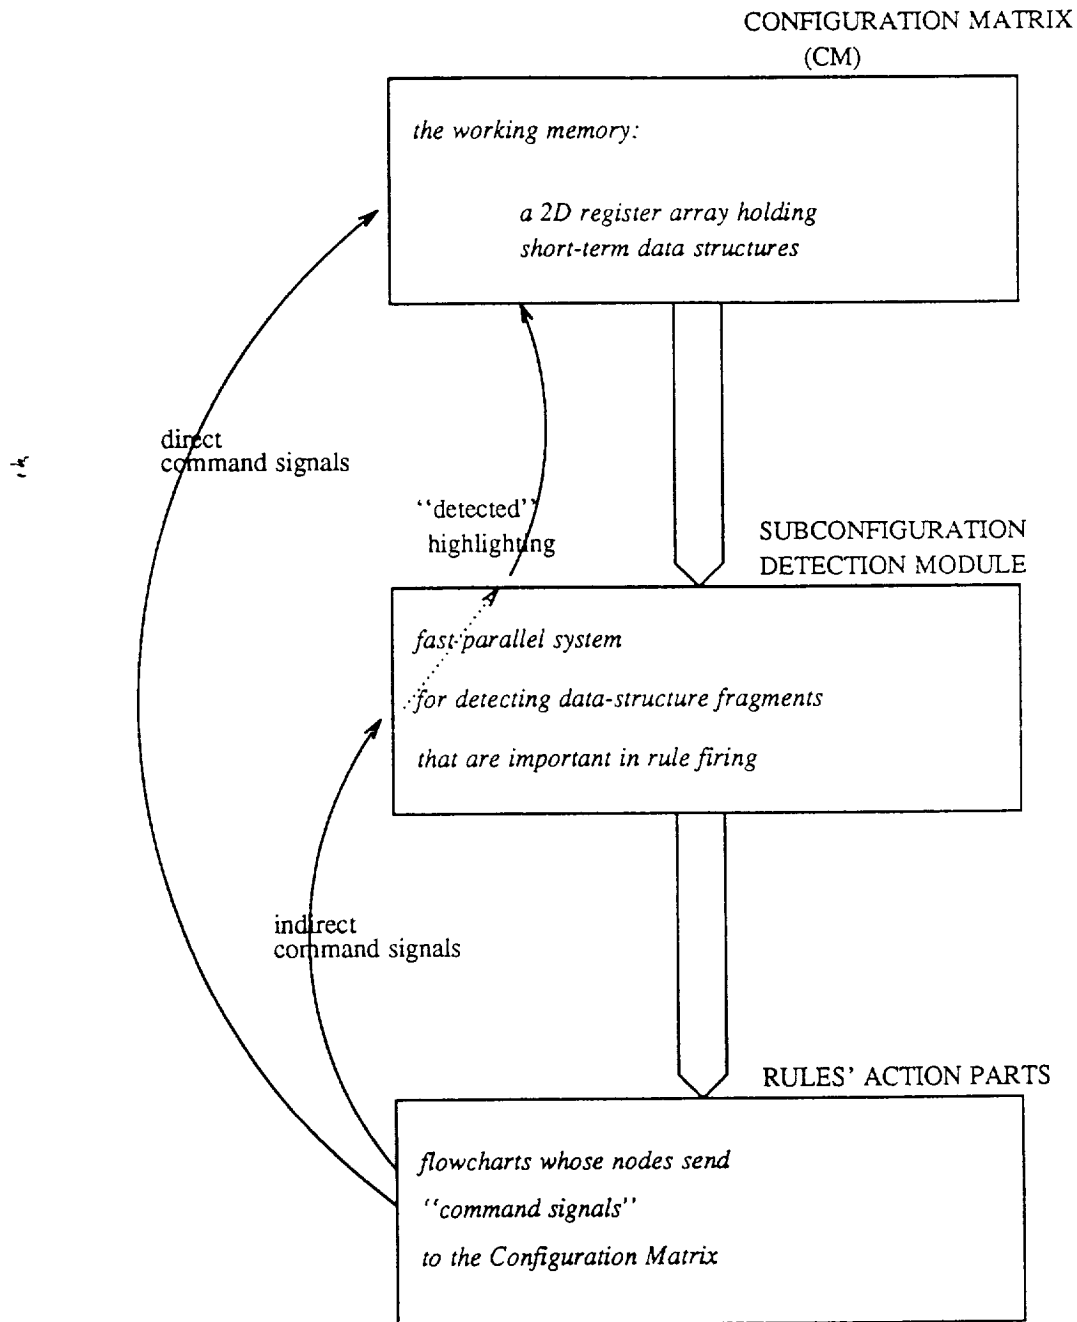 CONFIGURATION MATRIX
(CM)
the working memory:
a 2D register array holding
short-term data structures
direct
command signals
‘‘detected’’
highlighting
SUBCONFIGURATION
DETECTION MODULE
fast-parallel system
for detecting data-structure fragments
that are important in rule firing
indirect
command signals
RULES’ ACTION PARTS
flowcharts whose nodes send
‘‘command signals’’
to the Configuration Matrix